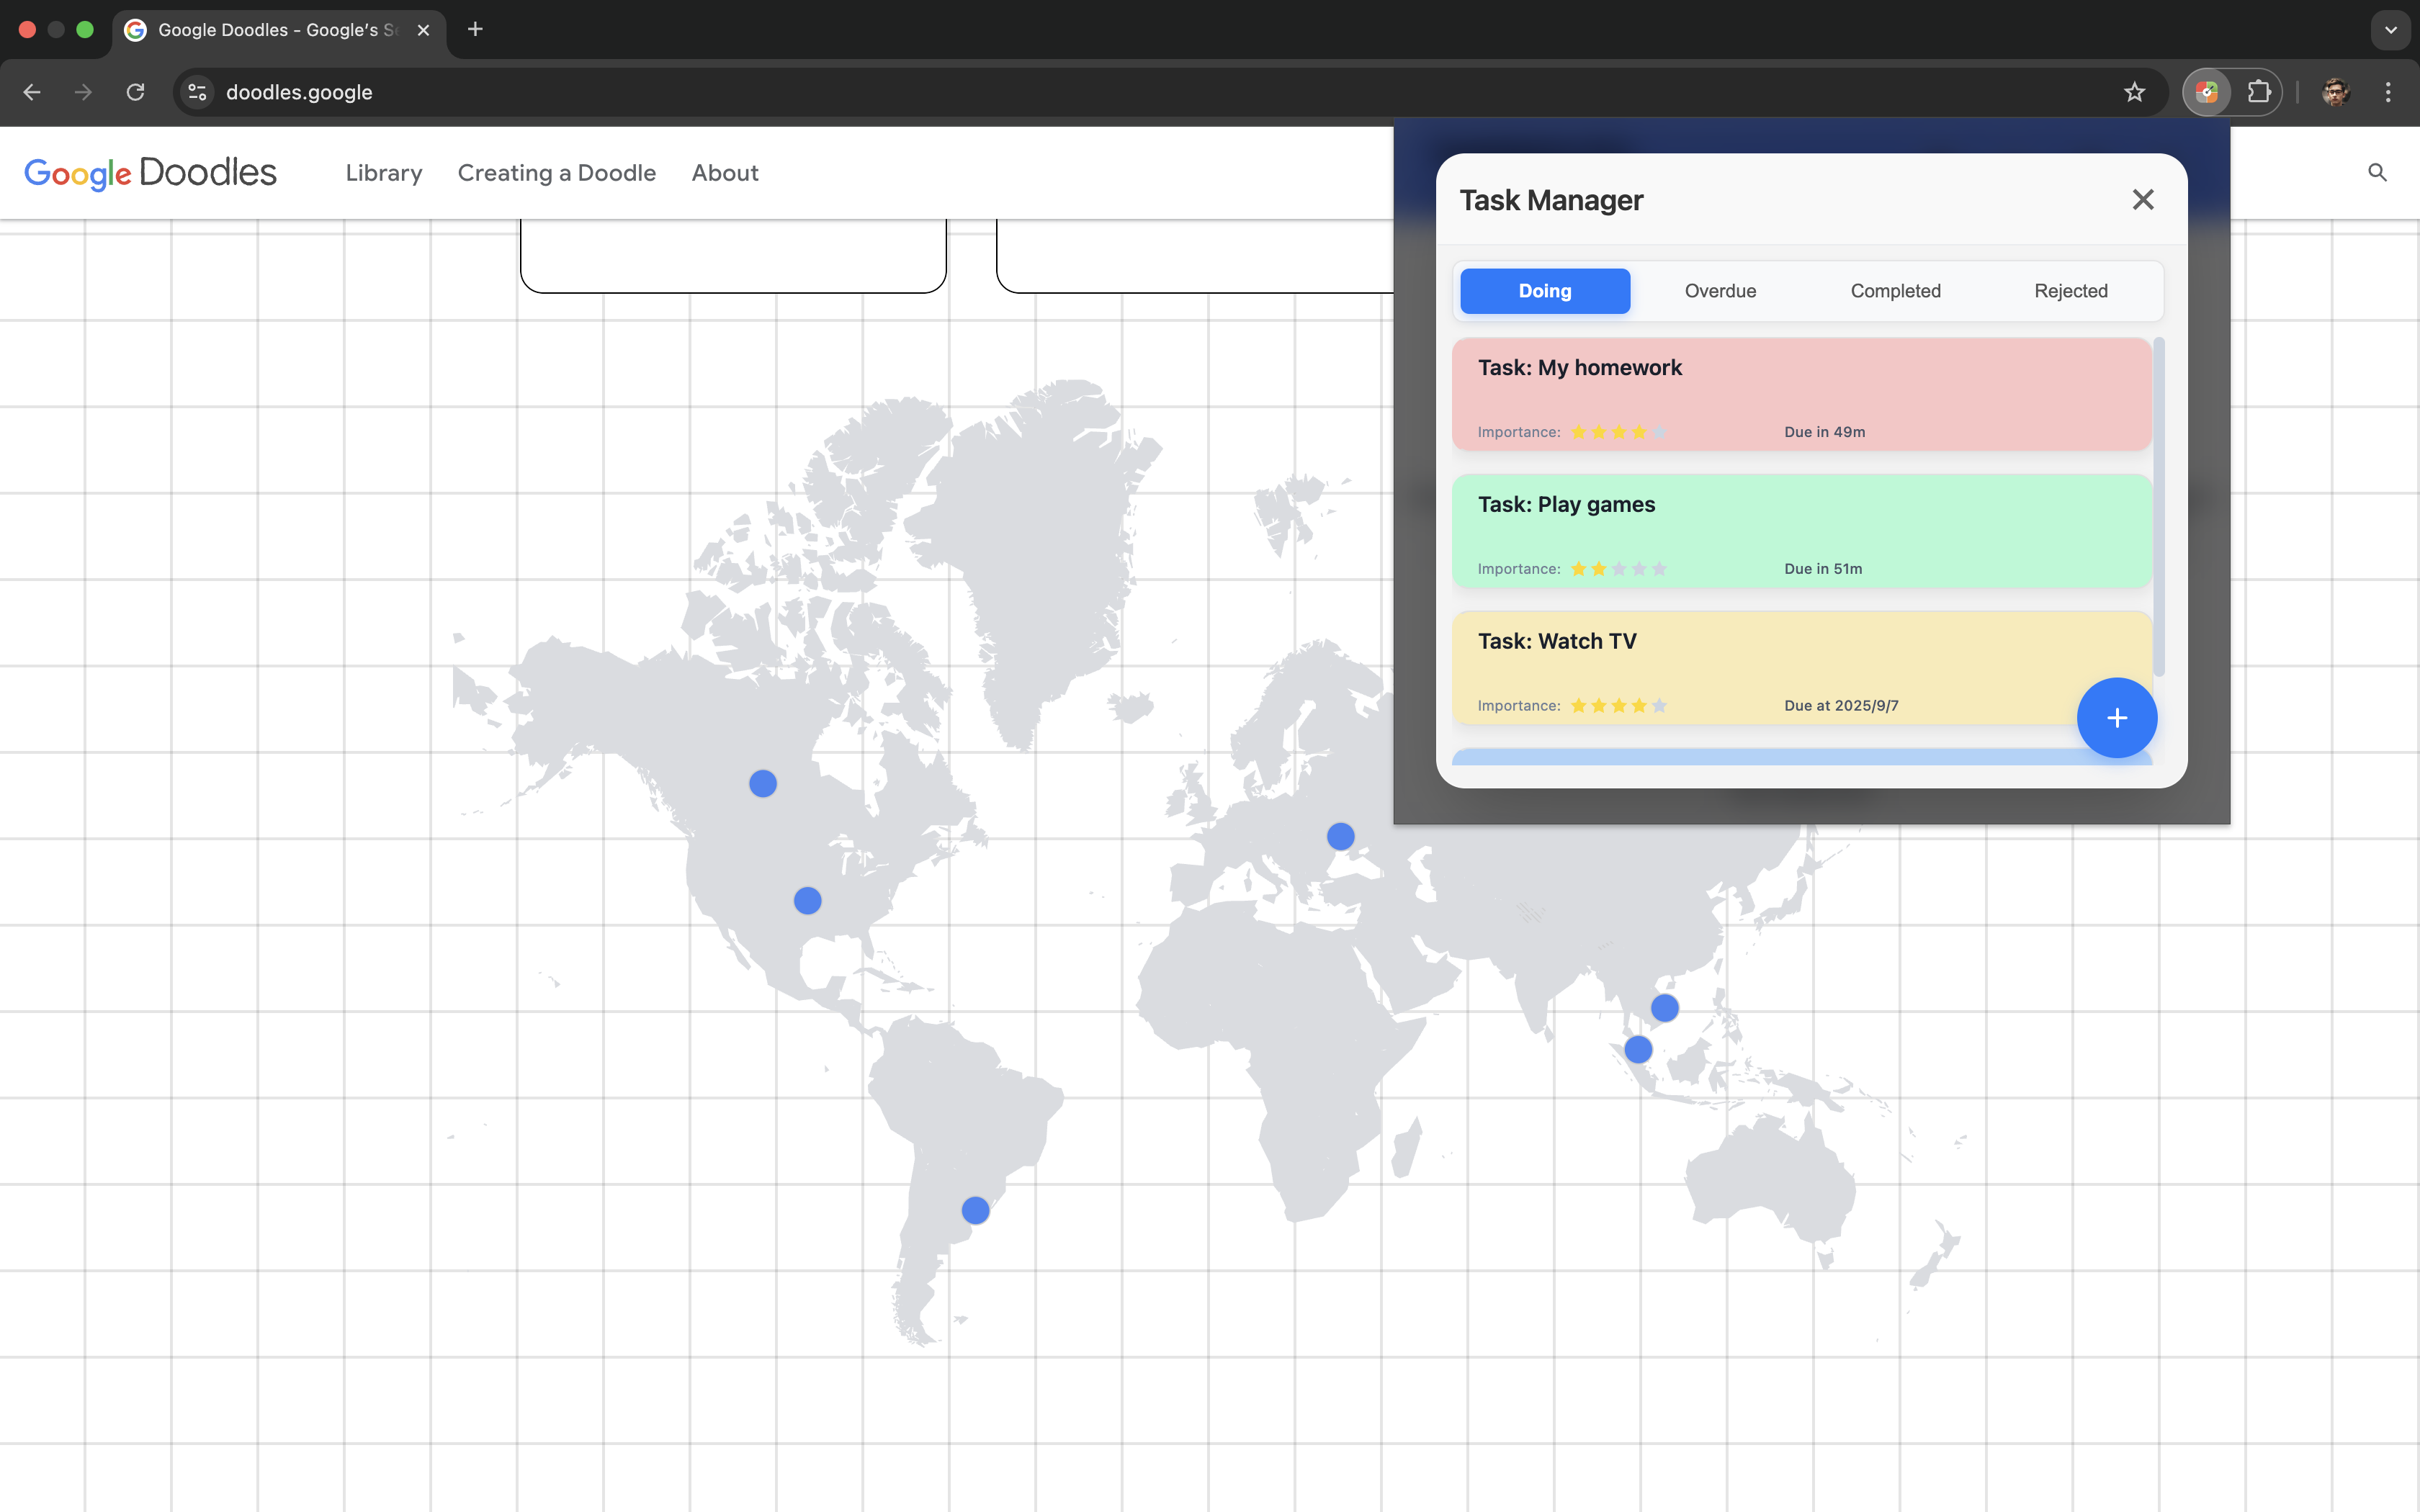 Google Doodles - Google's S
doodles.google
Google Doodles
Library
Creating a Doodle
About
Task Manager
Doing
Overdue
Completed
Rejected
Task: My homework
Importance:
Due in 49m
Task: Play games
Importance:
Due in 51m
Task: Watch TV
Importance:
Due at 2025/9/7